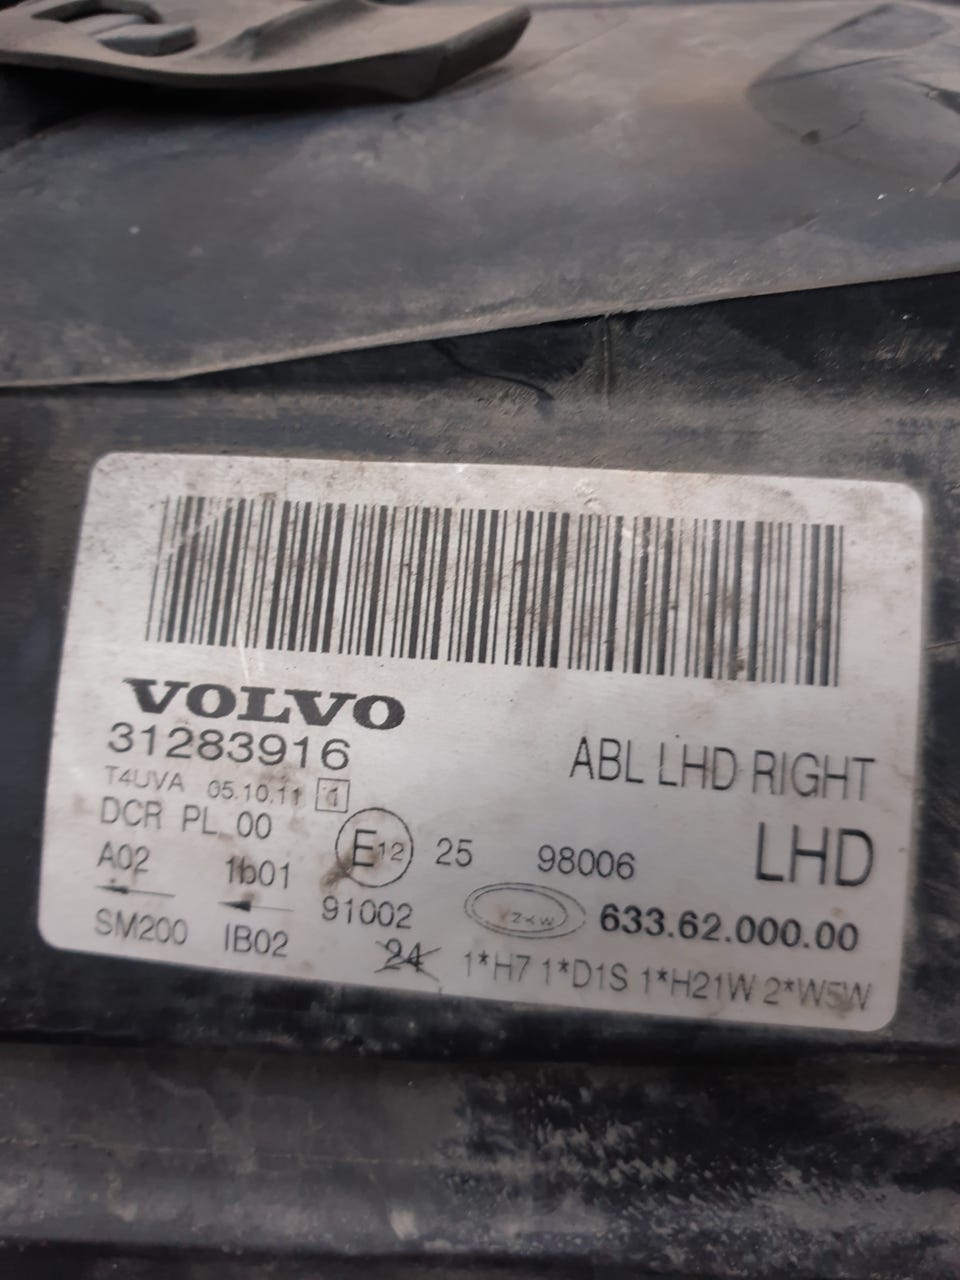 VOLVO
31283916
ABL LHD RIGHT
T4UVA 05.10.11 1
DCR PL 00
LHD
E12 25 98006
A02 1b01
91002 ZKW 633.62.000.00
SM200 IB02
24 1*H7 1*D1S 1*H21W 2*W5W